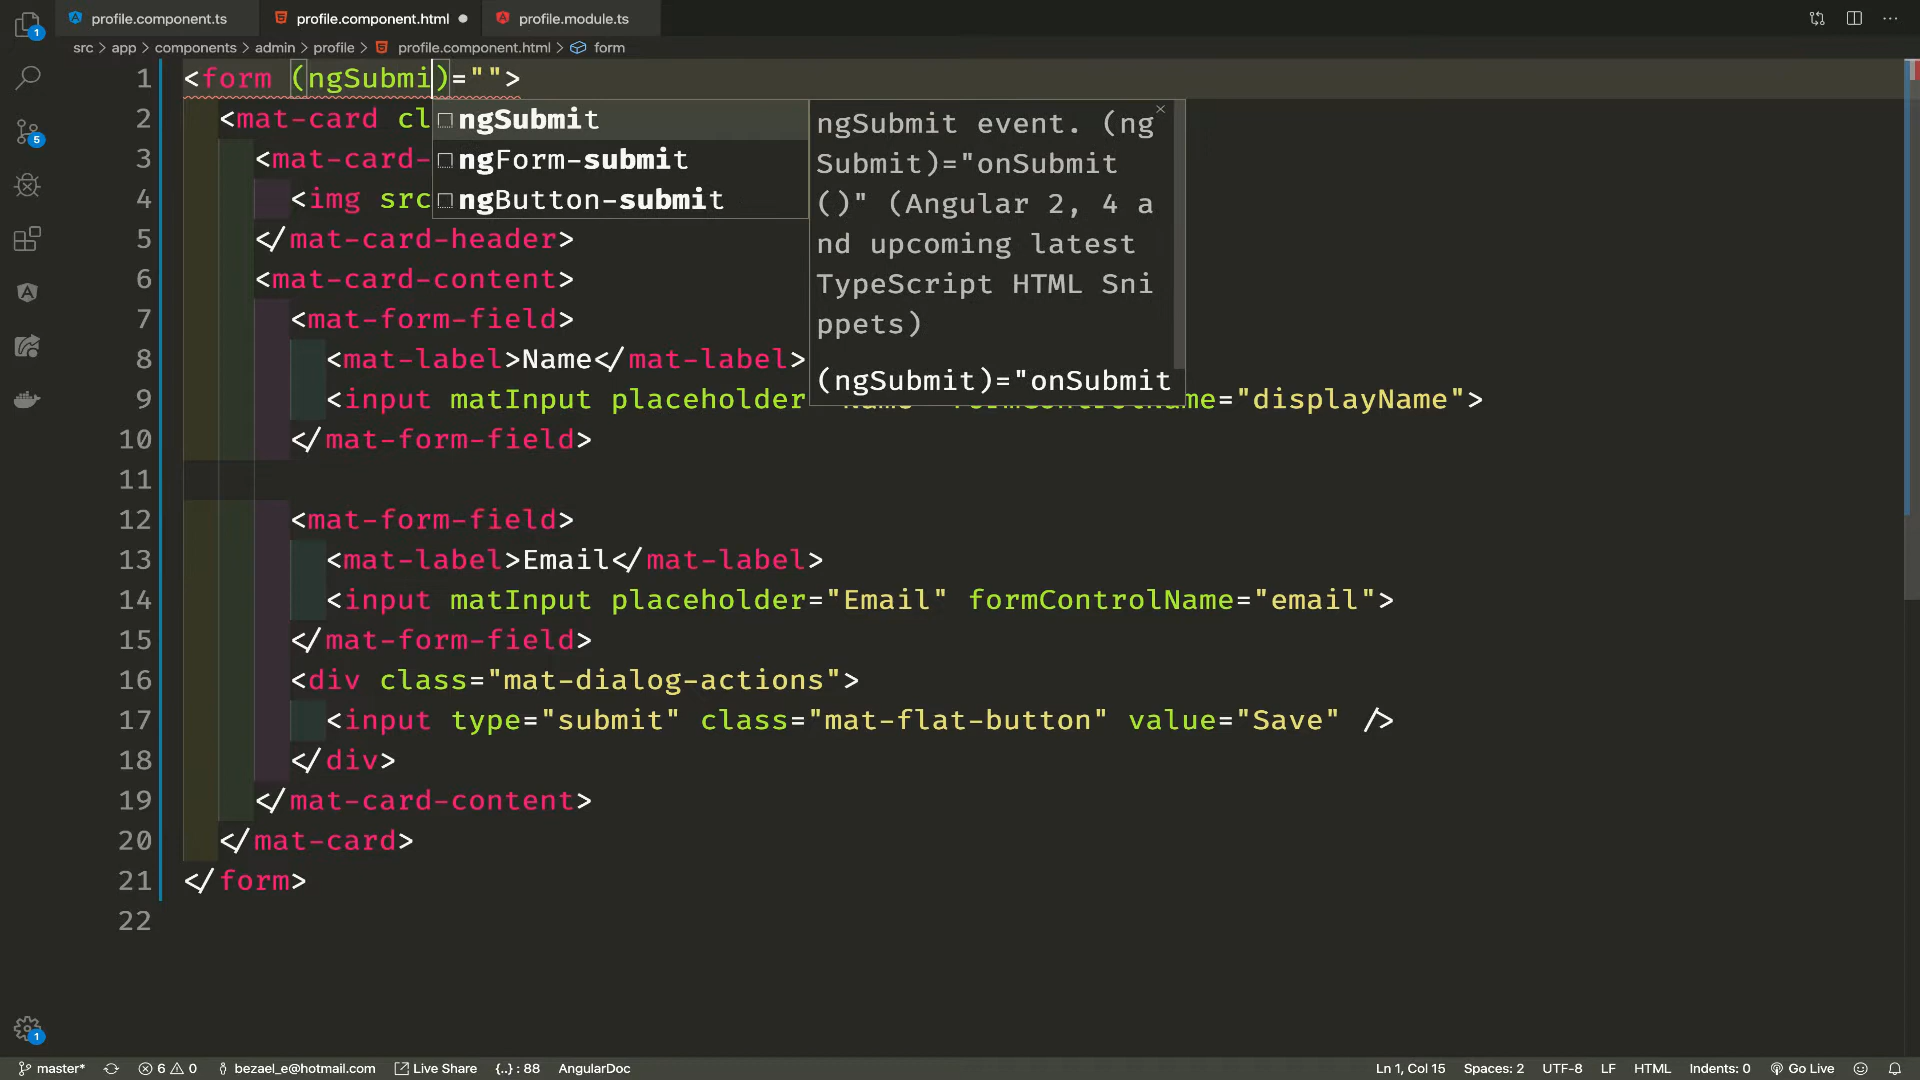 profile.component.ts
profile.component.html
profile.module.ts
src > app > components > admin > profile > profile.component.html > form
1 <form (ngSubmi)="">
2 <mat-card cl
3 <mat-card-
4 <img src
5 </mat-card-header>
6 <mat-card-content>
7 <mat-form-field>
8 <mat-label>Name</mat-label>
9 <input matInput placeholder="Name" formControlName="displayName">
10 </mat-form-field>
11
12 <mat-form-field>
13 <mat-label>Email</mat-label>
14 <input matInput placeholder="Email" formControlName="email">
15 </mat-form-field>
16 <div class="mat-dialog-actions">
17 <input type="submit" class="mat-flat-button" value="Save" />
18 </div>
19 </mat-card-content>
20 </mat-card>
21 </form>
22
ngSubmit
ngForm-submit
ngButton-submit
ngSubmit event. (ng
Submit)="onSubmit
()" (Angular 2, 4 a
nd upcoming latest
TypeScript HTML Sni
ppets)
(ngSubmit)="onSubmit
1
5
1
master* 6 0 bezael_e@hotmail.com Live Share {..} : 88 AngularDoc Ln 1, Col 15 Spaces: 2 UTF-8 LF HTML Indents: 0 Go Live